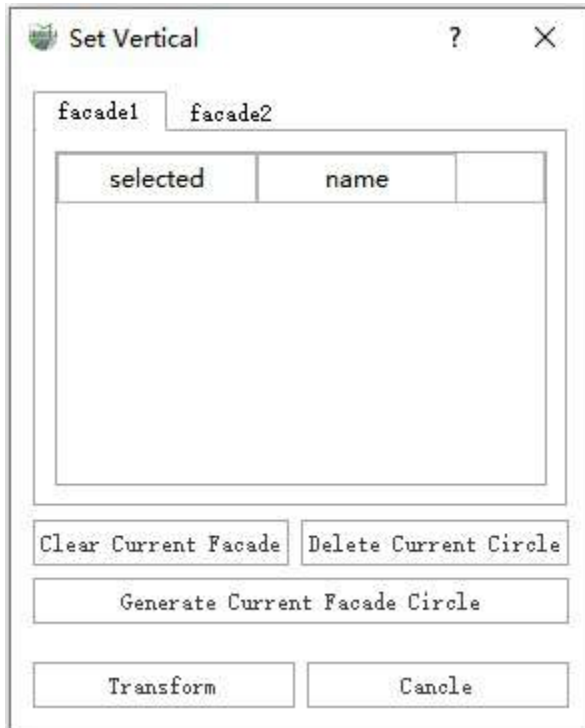 Set Vertical ? ×
facade1 facade2
selected name
Clear Current Facade Delete Current Circle
Generate Current Facade Circle
Transform Cancle